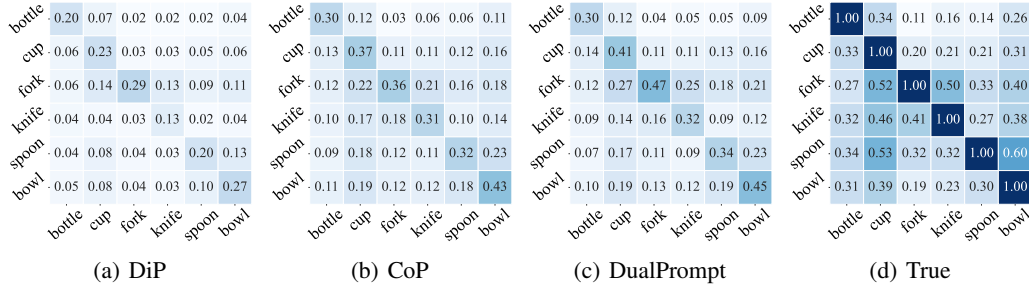 bottle 0.20 0.07 0.02 0.02 0.02 0.04
cup 0.06 0.23 0.03 0.03 0.05 0.06
fork 0.06 0.14 0.29 0.13 0.09 0.11
knife 0.04 0.04 0.03 0.13 0.02 0.04
spoon 0.04 0.08 0.04 0.03 0.20 0.13
bowl 0.05 0.08 0.04 0.03 0.10 0.27
bottle cup fork knife spoon bowl
(a) DiP
bottle 0.30 0.12 0.03 0.06 0.06 0.11
cup 0.13 0.37 0.11 0.11 0.12 0.16
fork 0.12 0.22 0.36 0.21 0.16 0.18
knife 0.10 0.17 0.18 0.31 0.10 0.14
spoon 0.09 0.18 0.12 0.11 0.32 0.23
bowl 0.11 0.19 0.12 0.12 0.18 0.43
bottle cup fork knife spoon bowl
(b) CoP
bottle 0.30 0.12 0.04 0.05 0.05 0.09
cup 0.14 0.41 0.11 0.11 0.13 0.16
fork 0.12 0.27 0.47 0.25 0.18 0.21
knife 0.09 0.14 0.16 0.32 0.09 0.12
spoon 0.07 0.17 0.11 0.09 0.34 0.23
bowl 0.10 0.19 0.13 0.12 0.19 0.45
bottle cup fork knife spoon bowl
(c) DualPrompt
bottle 1.00 0.34 0.11 0.16 0.14 0.26
cup 0.33 1.00 0.20 0.21 0.21 0.31
fork 0.27 0.52 1.00 0.50 0.33 0.40
knife 0.32 0.46 0.41 1.00 0.27 0.38
spoon 0.34 0.53 0.32 0.32 1.00 0.60
bowl 0.31 0.39 0.19 0.23 0.30 1.00
bottle cup fork knife spoon bowl
(d) True